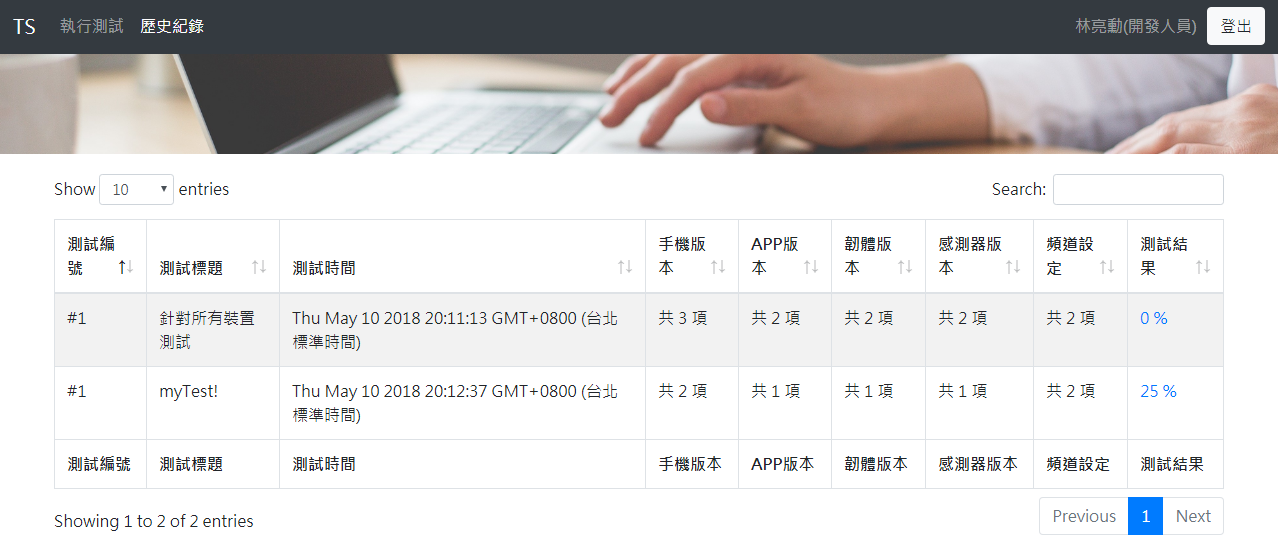 TS 執行測試 歷史紀錄 林亮勳(開發人員) 登出
Show 10 entries Search:
測試編號 測試標題 測試時間 手機版本 APP版本 韌體版本 感測器版本 頻道設定 測試結果
#1 針對所有裝置測試 Thu May 10 2018 20:11:13 GMT+0800 (台北標準時間) 共 3 項 共 2 項 共 2 項 共 2 項 共 2 項 0 %
#1 myTest! Thu May 10 2018 20:12:37 GMT+0800 (台北標準時間) 共 2 項 共 1 項 共 1 項 共 1 項 共 2 項 25 %
測試編號 測試標題 測試時間 手機版本 APP版本 韌體版本 感測器版本 頻道設定 測試結果
Showing 1 to 2 of 2 entries Previous 1 Next